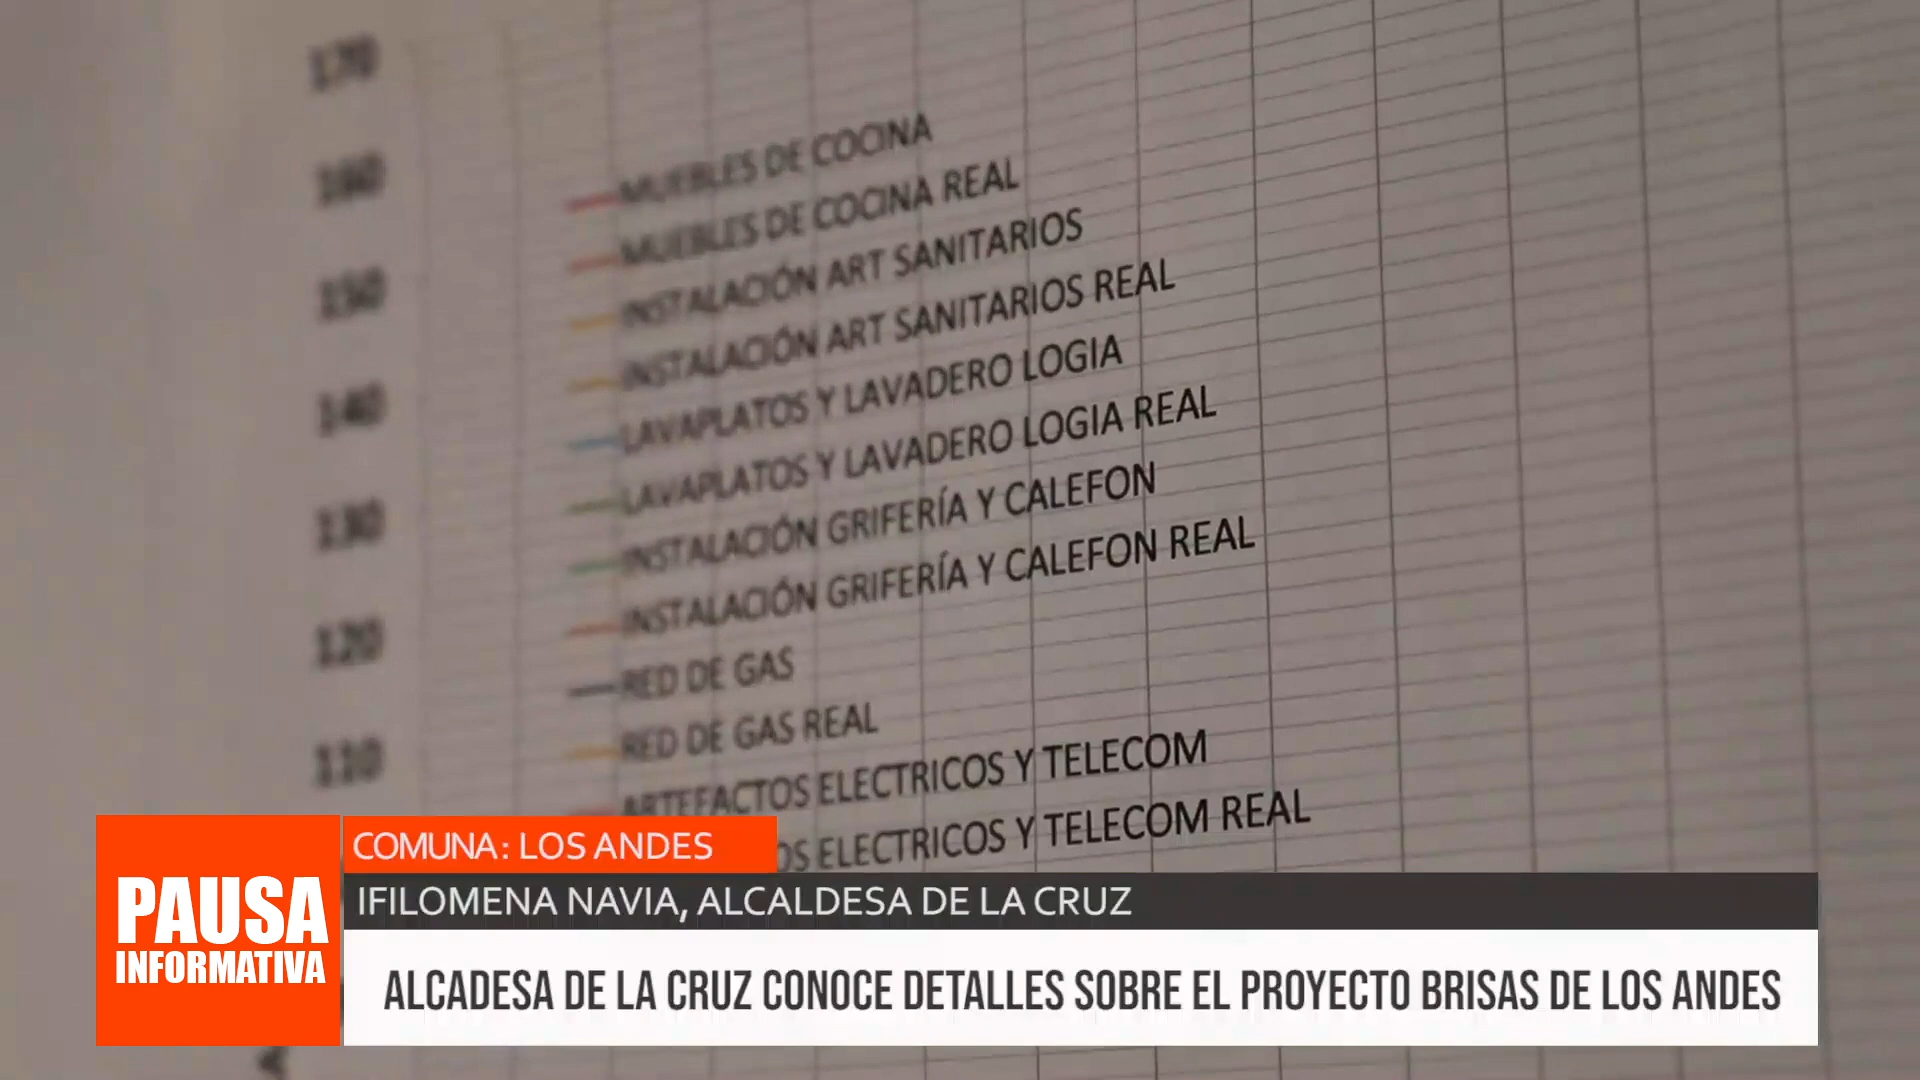 170
160
150
140
130
120
110
MUEBLES DE COCINA
MUEBLES DE COCINA REAL
INSTALACIÓN ART SANITARIOS
INSTALACIÓN ART SANITARIOS REAL
LAVAPLATOS Y LAVADERO LOGIA
LAVAPLATOS Y LAVADERO LOGIA REAL
INSTALACIÓN GRIFERÍA Y CALEFON
INSTALACIÓN GRIFERÍA Y CALEFON REAL
RED DE GAS
RED DE GAS REAL
ARTEFACTOS ELECTRICOS Y TELECOM
OS ELECTRICOS Y TELECOM REAL
COMUNA: LOS ANDES
PAUSA
INFORMATIVA
IFILOMENA NAVIA, ALCALDESA DE LA CRUZ
ALCADESA DE LA CRUZ CONOCE DETALLES SOBRE EL PROYECTO BRISAS DE LOS ANDES